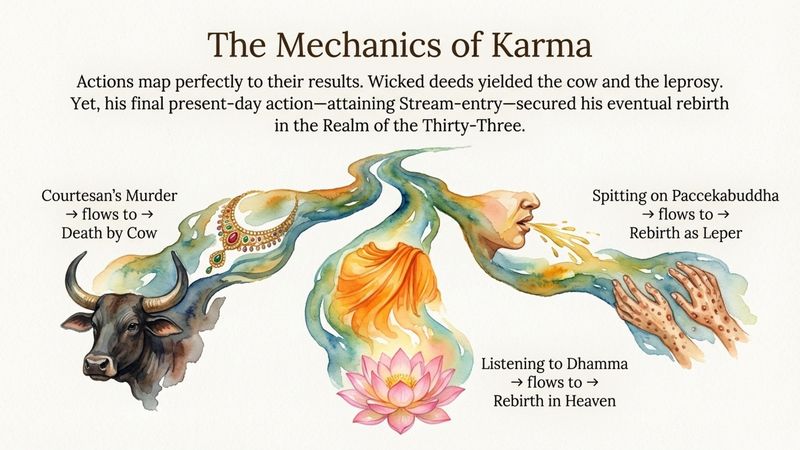 The Mechanics of Karma
Actions map perfectly to their results. Wicked deeds yielded the cow and the leprosy.
Yet, his final present-day action—attaining Stream-entry—secured his eventual rebirth
in the Realm of the Thirty-Three.
Courtesan's Murder
→ flows to →
Death by Cow
Spitting on Paccekabuddha
→ flows to →
Rebirth as Leper
Listening to Dhamma
→ flows to →
Rebirth in Heaven